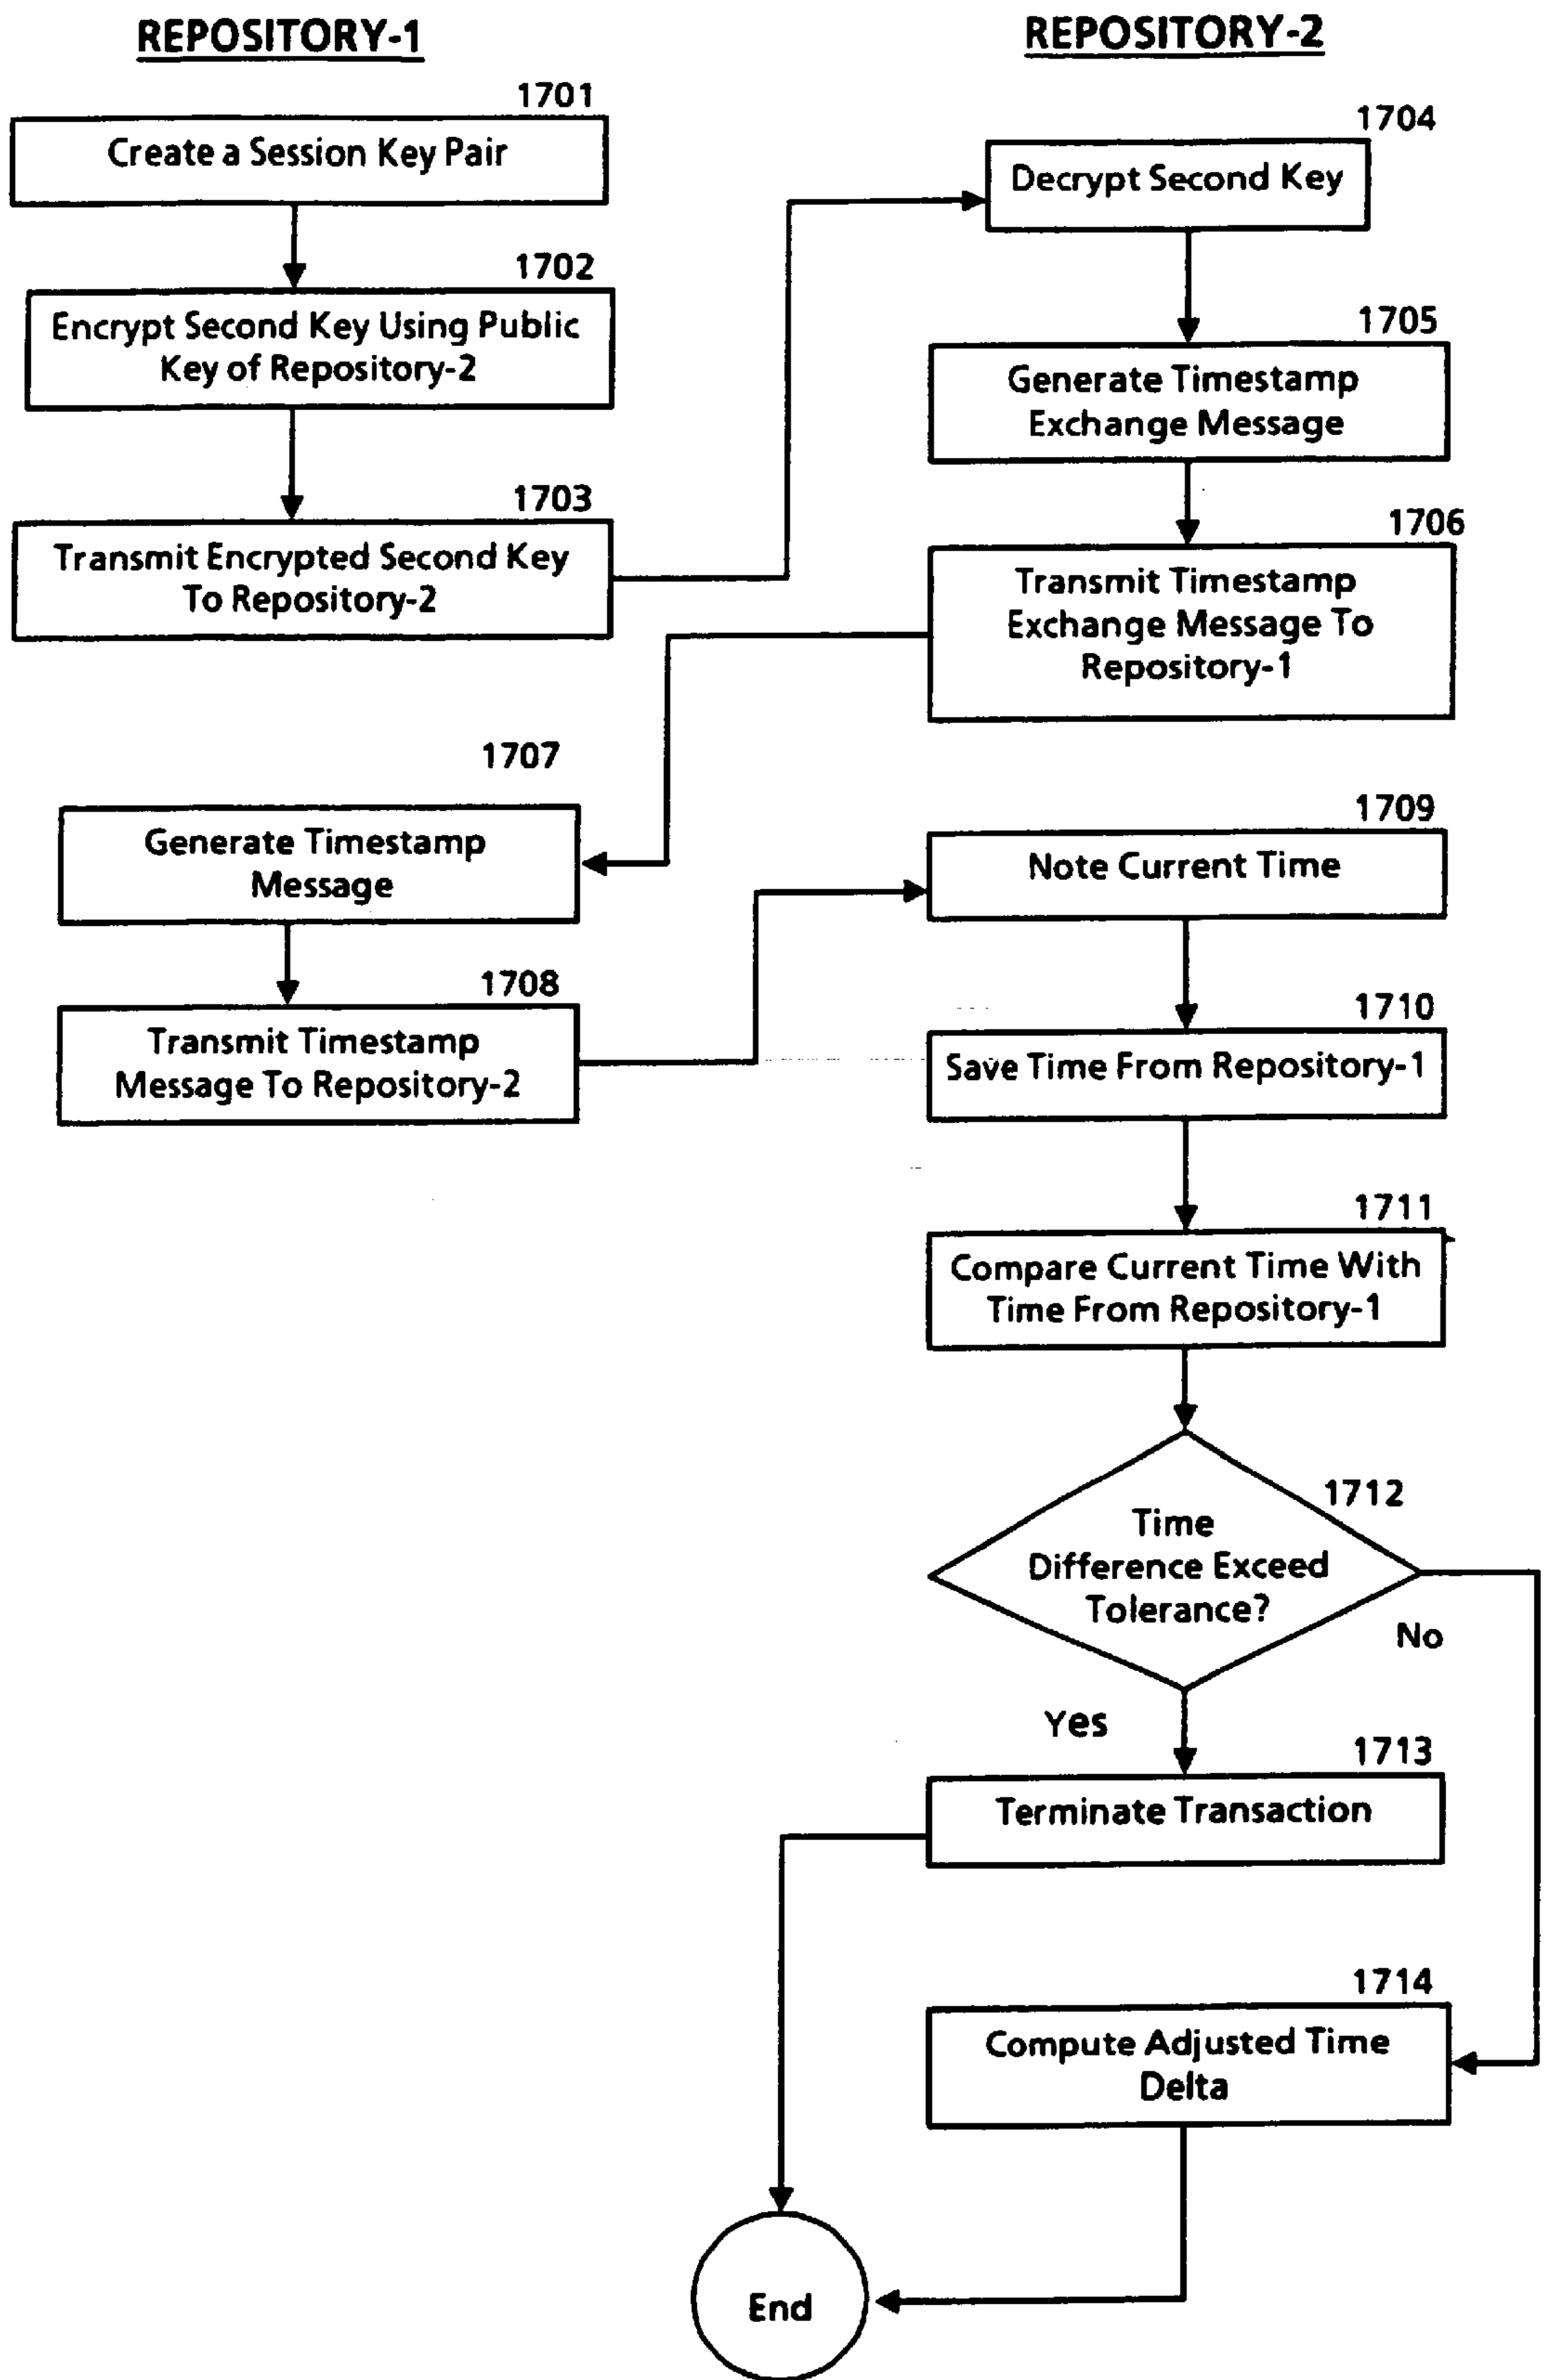 REPOSITORY-1
1701
Create a Session Key Pair
1702
Encrypt Second Key Using Public
Key of Repository-2
1703
Transmit Encrypted Second Key
To Repository-2
REPOSITORY-2
1704
Decrypt Second Key
1705
Generate Timestamp
Exchange Message
1706
Transmit Timestamp
Exchange Message To
Repository-1
1707
Generate Timestamp
Message
1708
Transmit Timestamp
Message To Repository-2
1709
Note Current Time
1710
Save Time From Repository-1
1711
Compare Current Time With
Time From Repository-1
1712
Time
Difference Exceed
Tolerance?
No
Yes
1713
Terminate Transaction
1714
Compute Adjusted Time
Delta
End